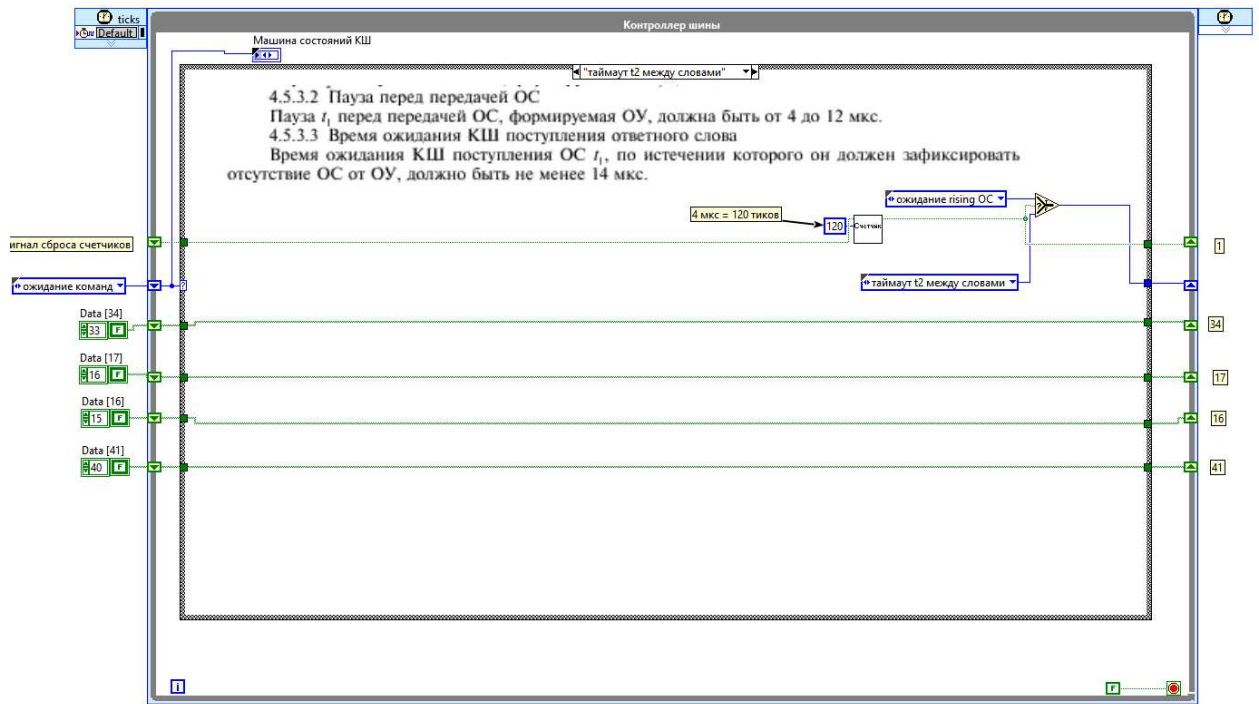 ticks
Default
Контроллер шины
Машина состояний КШ
"таймаут t2 между словами"
4.5.3.2 Пауза перед передачей ОС
Пауза t₁ перед передачей ОС, формируемая ОУ, должна быть от 4 до 12 мкс.
4.5.3.3 Время ожидания КШ поступления ответного слова
Время ожидания КШ поступления ОС t₁, по истечении которого он должен зафиксировать
отсутствие ОС от ОУ, должно быть не менее 14 мкс.
ожидание rising ОС
4 мкс = 120 тиков
120
Счетчик
игнал сброса счетчиков
1
ожидание команд
?
таймаут t2 между словами
Data [34]
33 F
34
Data [17]
16 F
17
Data [16]
15 F
16
Data [41]
40 F
41
i
F